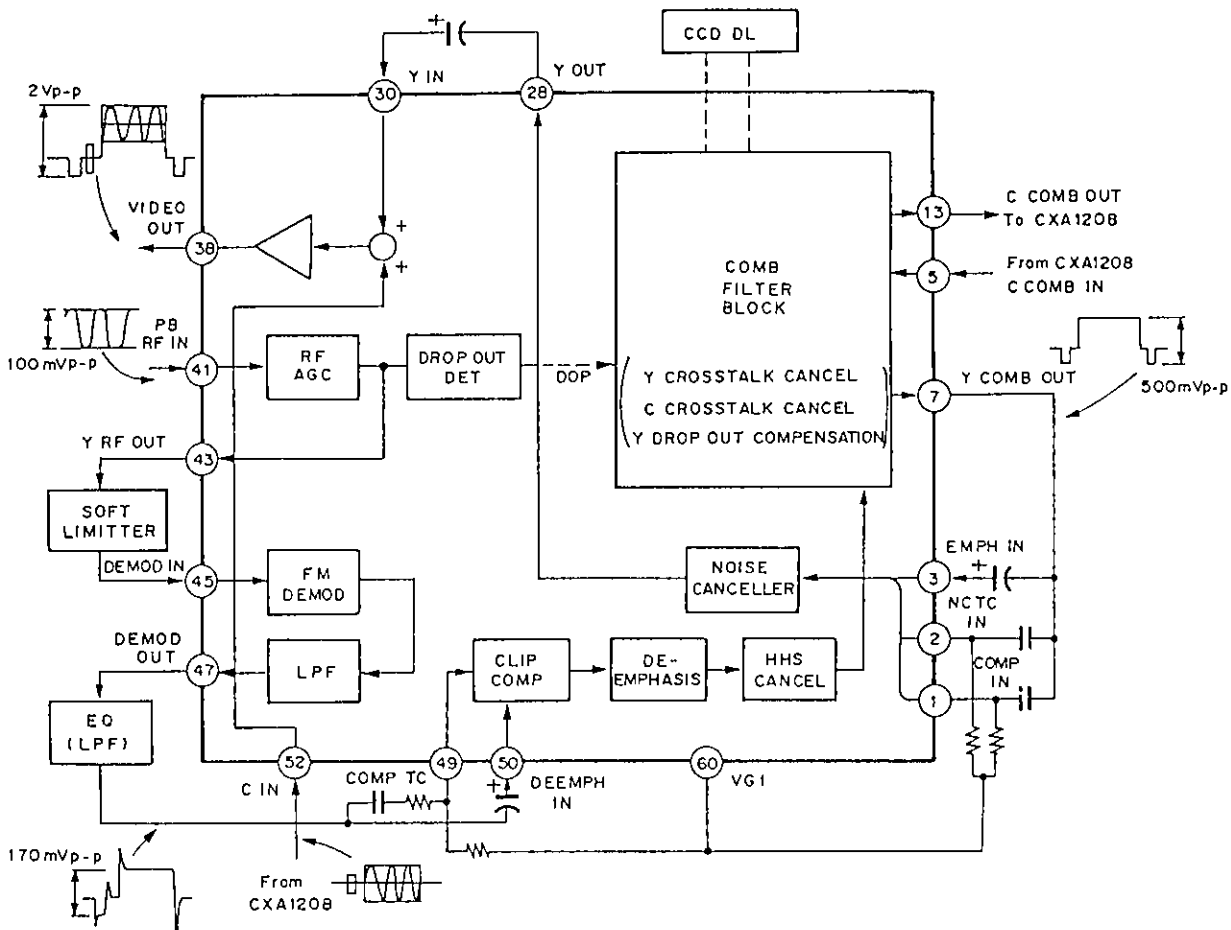 CCD DL
Y IN
Y OUT
30
28
2Vp-p
VIDEO
OUT
38
+
+
+
COMB
FILTER
BLOCK
13
C COMB OUT
To CXA1208
5
From CXA1208
C COMB IN
PB
RF IN
100mVp-p
41
RF
AGC
DROP OUT
DET
DOP
Y CROSSTALK CANCEL
C CROSSTALK CANCEL
Y DROP OUT COMPENSATION
7
Y COMB OUT
500mVp-p
Y RF OUT
43
SOFT
LIMITTER
DEMOD IN
45
FM
DEMOD
NOISE
CANCELLER
EMPH IN
3
+
NCTC
IN
2
COMP
IN
1
DEMOD
OUT
47
LPF
CLIP
COMP
DE-
EMPHASIS
HHS
CANCEL
EQ
(LPF)
52
C IN
49
COMP TC
50
+
DEEMPH
IN
60
VG1
170mVp-p
From
CXA1208